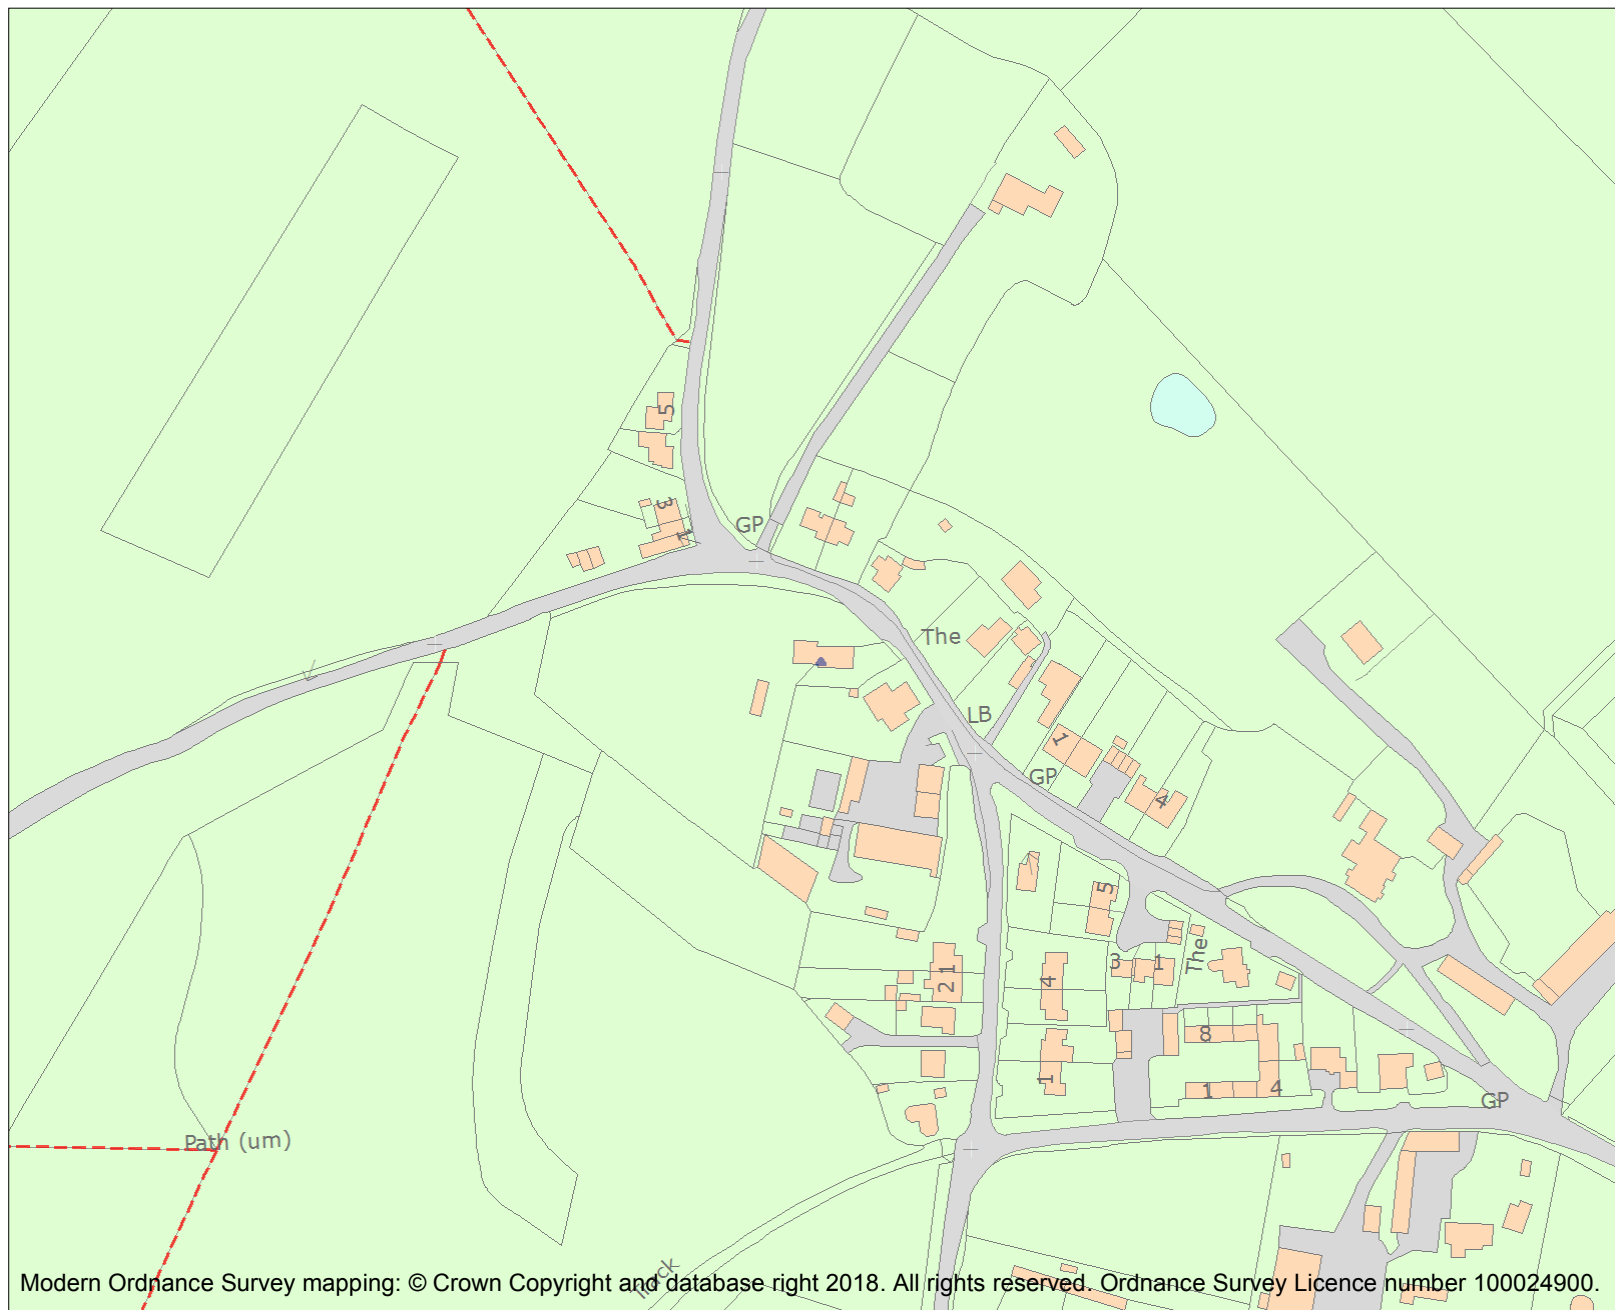 5
3
1
GP
The
LB
1
GP
4
5
3
1
The
4
2 1
8
1
1
4
GP
Path (um)
Track
Modern Ordnance Survey mapping: © Crown Copyright and database right 2018. All rights reserved. Ordnance Survey Licence number 100024900.